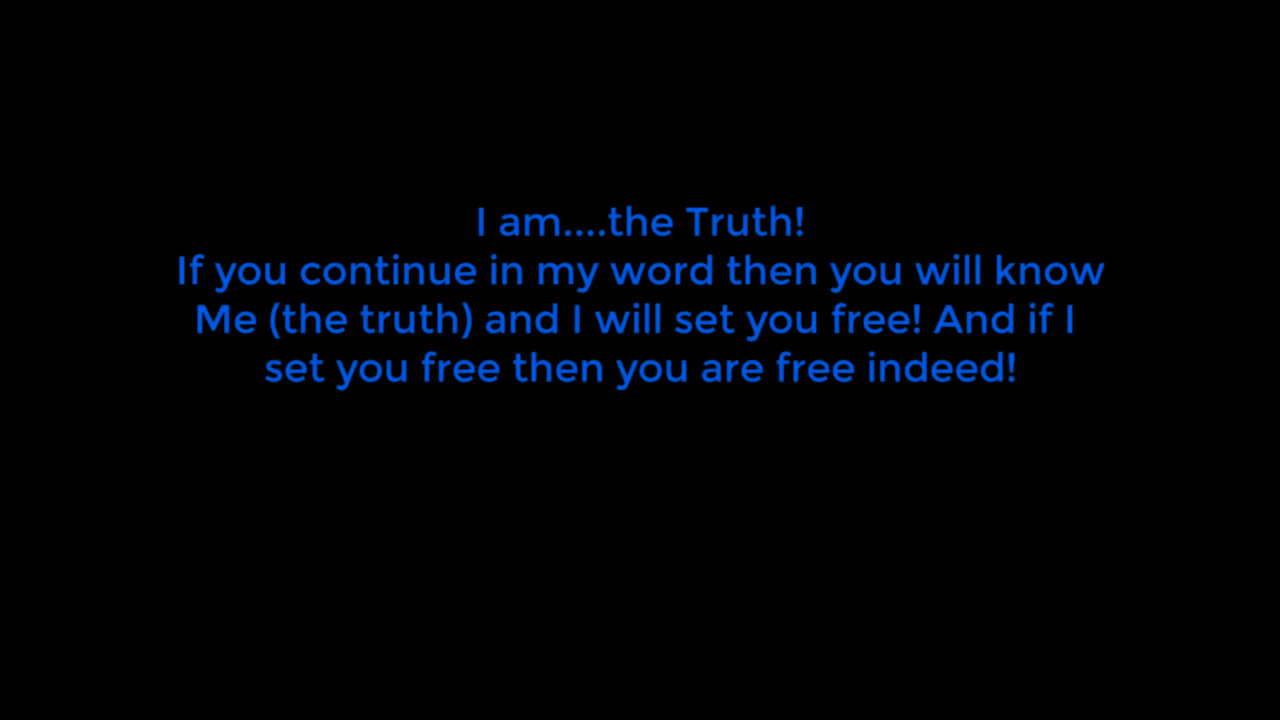 I am....the Truth!
If you continue in my word then you will know
Me (the truth) and I will set you free! And if I
set you free then you are free indeed!